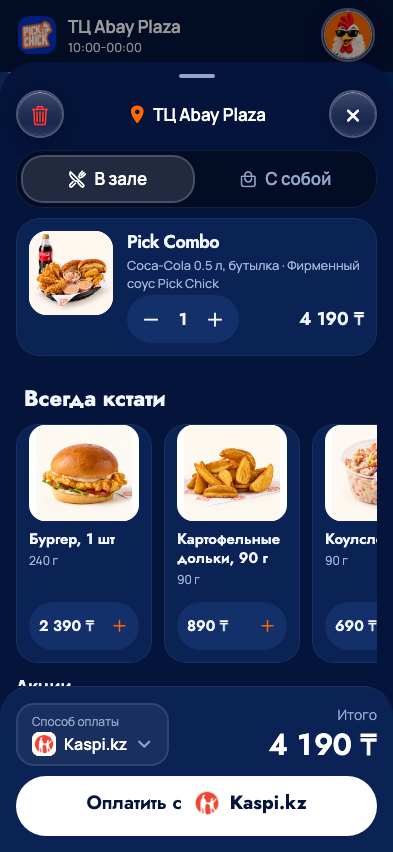 PICK CHICK
ТЦ Abay Plaza
10:00-00:00
ТЦ Abay Plaza
В зале
С собой
Pick Combo
Coca-Cola 0.5 л, бутылка · Фирменный
соус Pick Chick
1
4 190 ₸
Всегда кстати
Бургер, 1 шт
240 г
2 390 ₸
Картофельные
дольки, 90 г
90 г
890 ₸
Коулсл
90 г
690 ₸
Акции
Способ оплаты
Kaspi.kz
Итого
4 190 ₸
Оплатить с Kaspi.kz